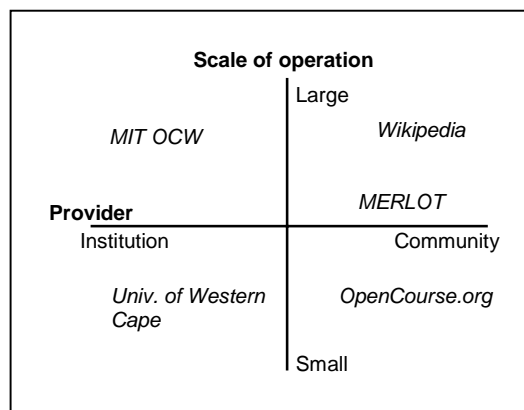 Scale of operation
Large
MIT OCW
Wikipedia
MERLOT
Provider
Institution
Community
Univ. of Western
Cape
OpenCourse.org
Small